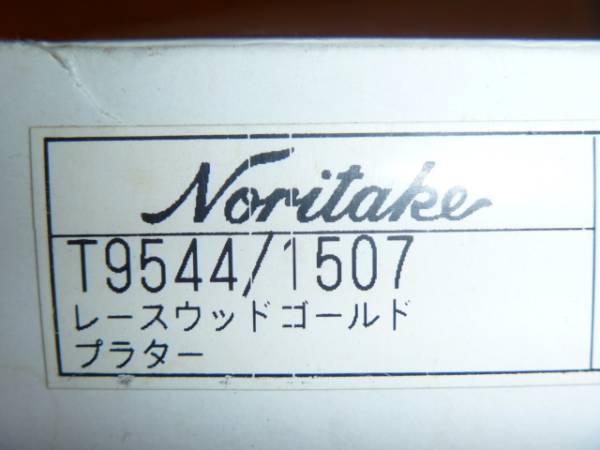 Noritake
T9544/1507
レースウッドゴールド
プラター